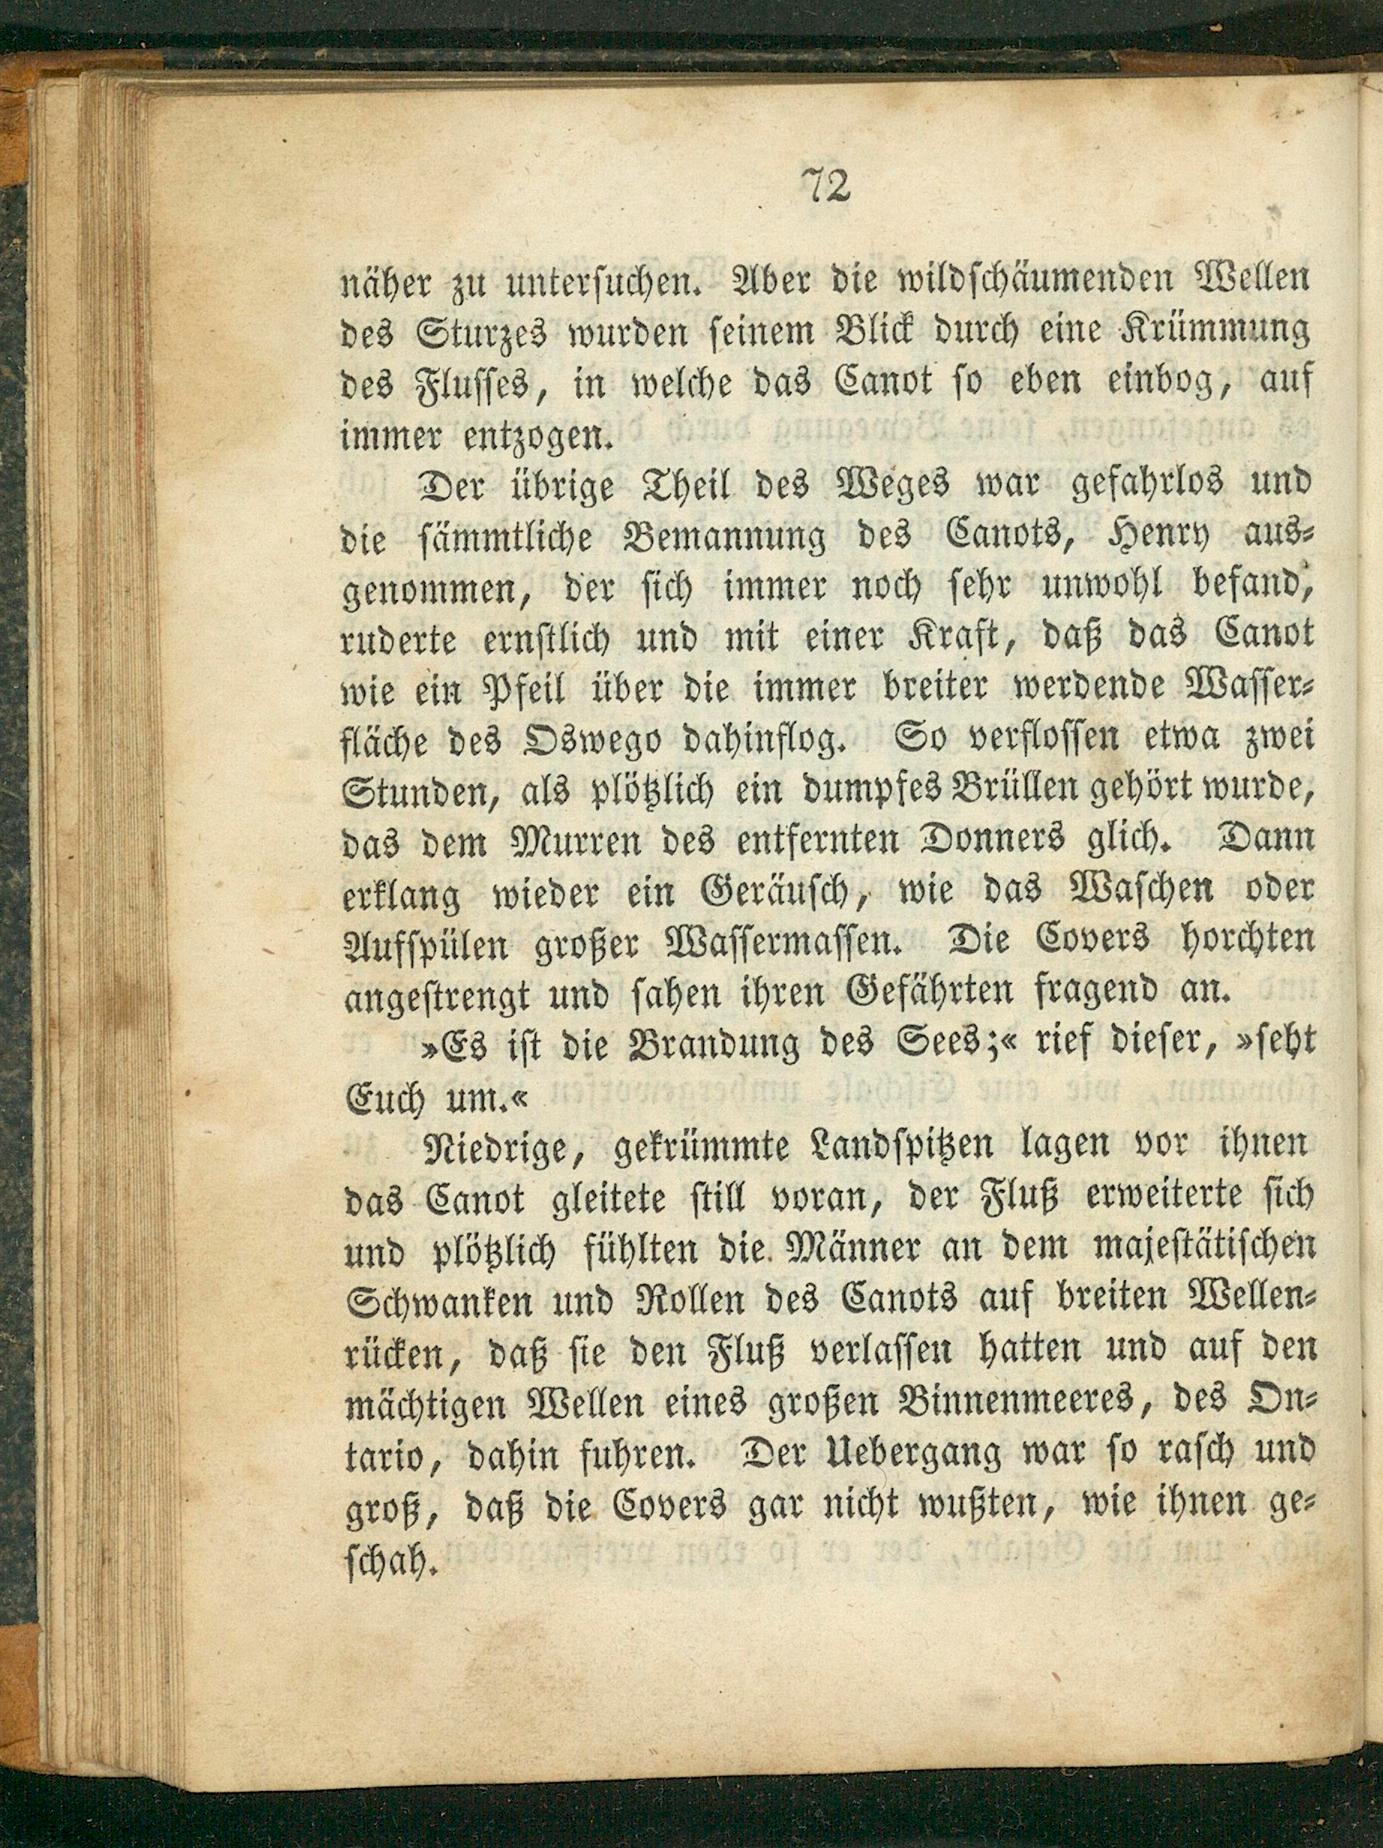 72
näher zu untersuchen. Aber die wildschäumenden Wellen
des Sturzes wurden seinem Blick durch eine Krümmung
des Flusses, in welche das Canot so eben einbog, auf
immer entzogen.
Der übrige Theil des Weges war gefahrlos und
die sämmtliche Bemannung des Canots, Henry aus-
genommen, der sich immer noch sehr unwohl befand,
ruderte ernstlich und mit einer Kraft, daß das Canot
wie ein Pfeil über die immer breiter werdende Wasser-
fläche des Oswego dahinflog. So verflossen etwa zwei
Stunden, als plötzlich ein dumpfes Brüllen gehört wurde,
das dem Murren des entfernten Donners glich. Dann
erklang wieder ein Geräusch, wie das Waschen oder
Aufspülen großer Wassermassen. Die Covers horchten
angestrengt und sahen ihren Gefährten fragend an.
»Es ist die Brandung des Sees;« rief dieser, »seht
Euch um.«
Niedrige, gekrümmte Landspitzen lagen vor ihnen
das Canot gleitete still voran, der Fluß erweiterte sich
und plötzlich fühlten die Männer an dem majestätischen
Schwanken und Rollen des Canots auf breiten Wellen-
rücken, daß sie den Fluß verlassen hatten und auf den
mächtigen Wellen eines großen Binnenmeeres, des On-
tario, dahin fuhren. Der Uebergang war so rasch und
groß, daß die Covers gar nicht wußten, wie ihnen ge-
schah.